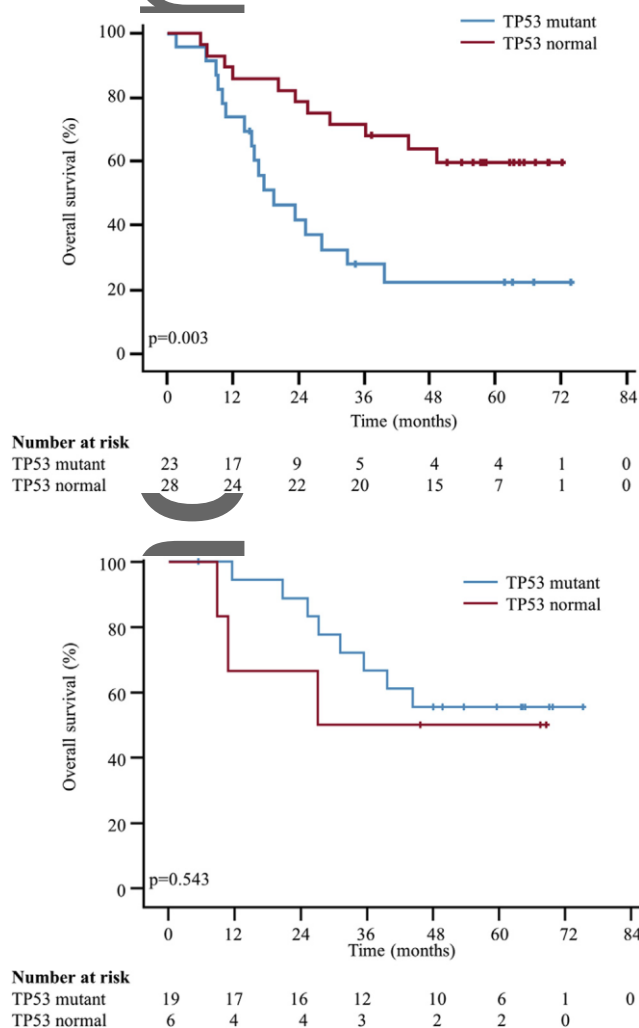 TP53 mutant
TP53 normal
100
80
60
40
20
0
Overall survival (%)
p=0.003
0 12 24 36 48 60 72 84
Time (months)
Number at risk
TP53 mutant 23 17 9 5 4 4 1 0
TP53 normal 28 24 22 20 15 7 1 0
TP53 mutant
TP53 normal
100
80
60
40
20
0
Overall survival (%)
p=0.543
0 12 24 36 48 60 72 84
Time (months)
Number at risk
TP53 mutant 19 17 16 12 10 6 1 0
TP53 normal 6 4 4 3 2 2 0